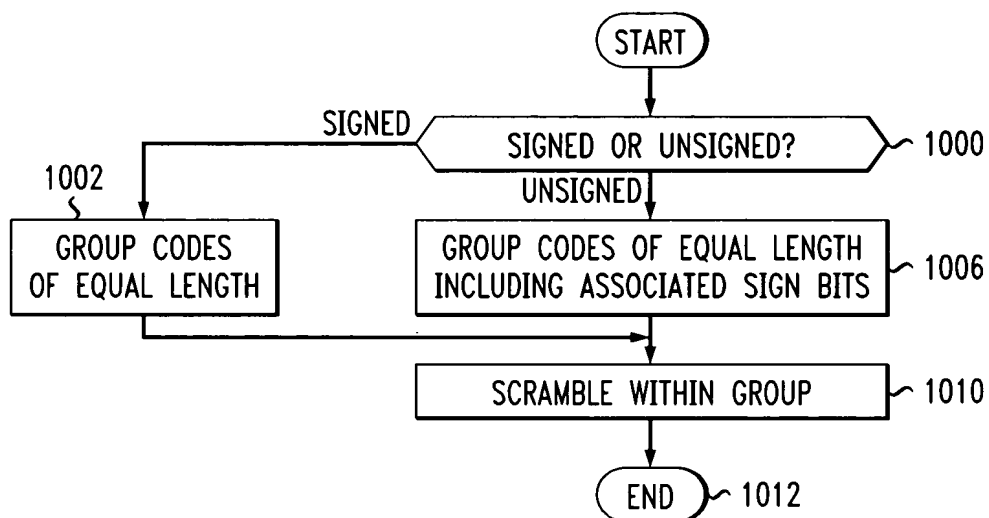 START
SIGNED
SIGNED OR UNSIGNED?
1000
1002
UNSIGNED
GROUP CODES
OF EQUAL LENGTH
GROUP CODES OF EQUAL LENGTH
INCLUDING ASSOCIATED SIGN BITS
1006
SCRAMBLE WITHIN GROUP
1010
END
1012